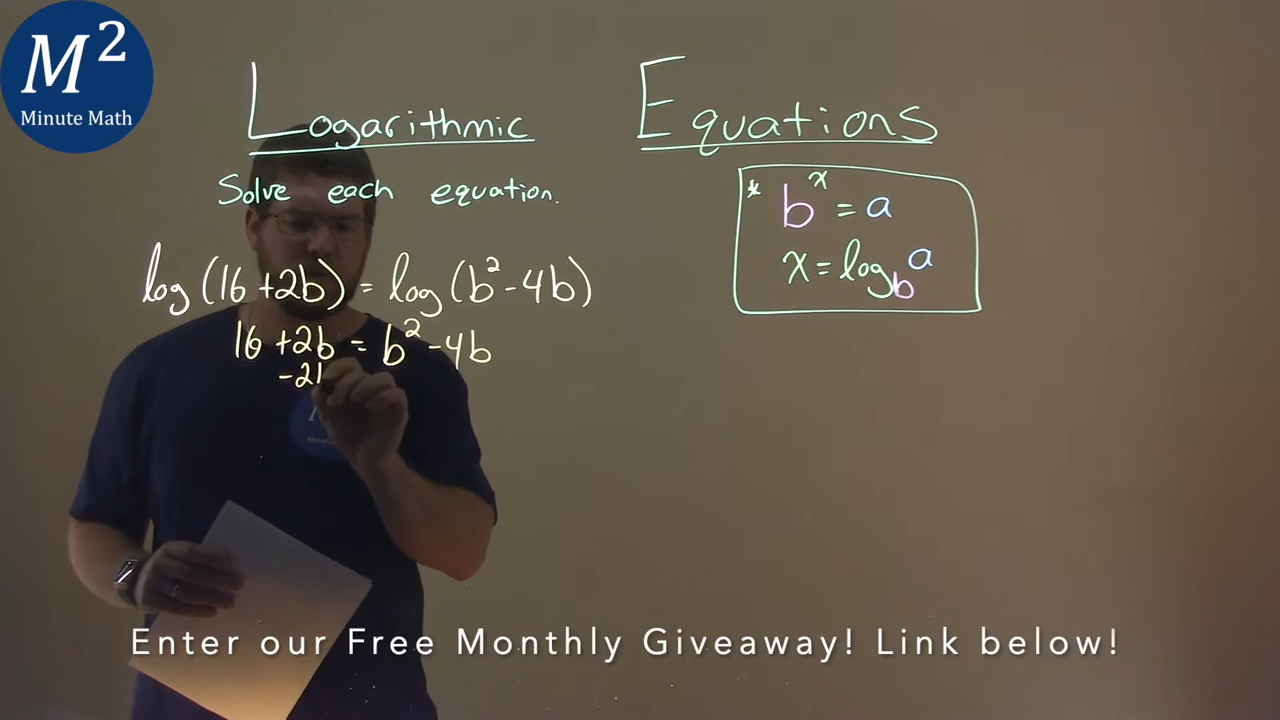 M²
Minute Math
Logarithmic Equations
Solve each equation.
* b^x = a
x = log_b a
log(16+2b) = log(b²-4b)
16+2b = b²-4b
-2
Enter our Free Monthly Giveaway! Link below!